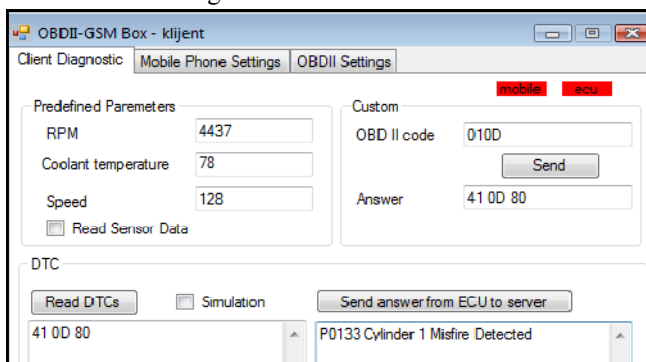 OBDII-GSM Box - klijent
Client Diagnostic Mobile Phone Settings OBDII Settings
mobile ecu
Predefined Paremeters
RPM 4437
Coolant temperature 78
Speed 128
Read Sensor Data
Custom
OBD II code 010D
Send
Answer 41 0D 80
DTC
Read DTCs Simulation Send answer from ECU to server
41 0D 80
P0133 Cylinder 1 Misfire Detected